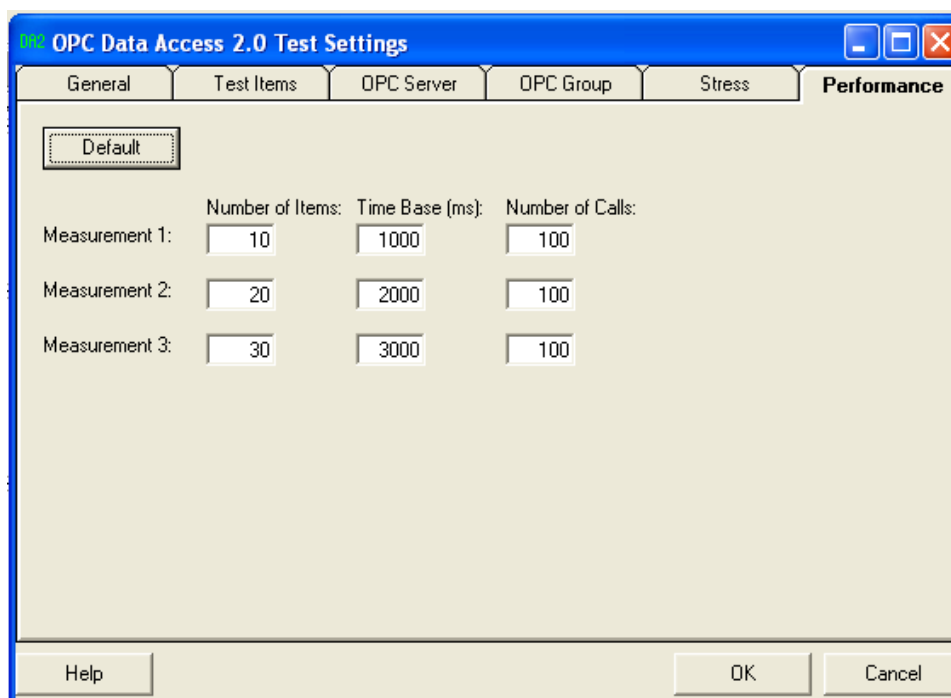 DA2 OPC Data Access 2.0 Test Settings
General Test Items OPC Server OPC Group Stress Performance
Default
Number of Items: Time Base (ms): Number of Calls:
Measurement 1: 10 1000 100
Measurement 2: 20 2000 100
Measurement 3: 30 3000 100
Help OK Cancel